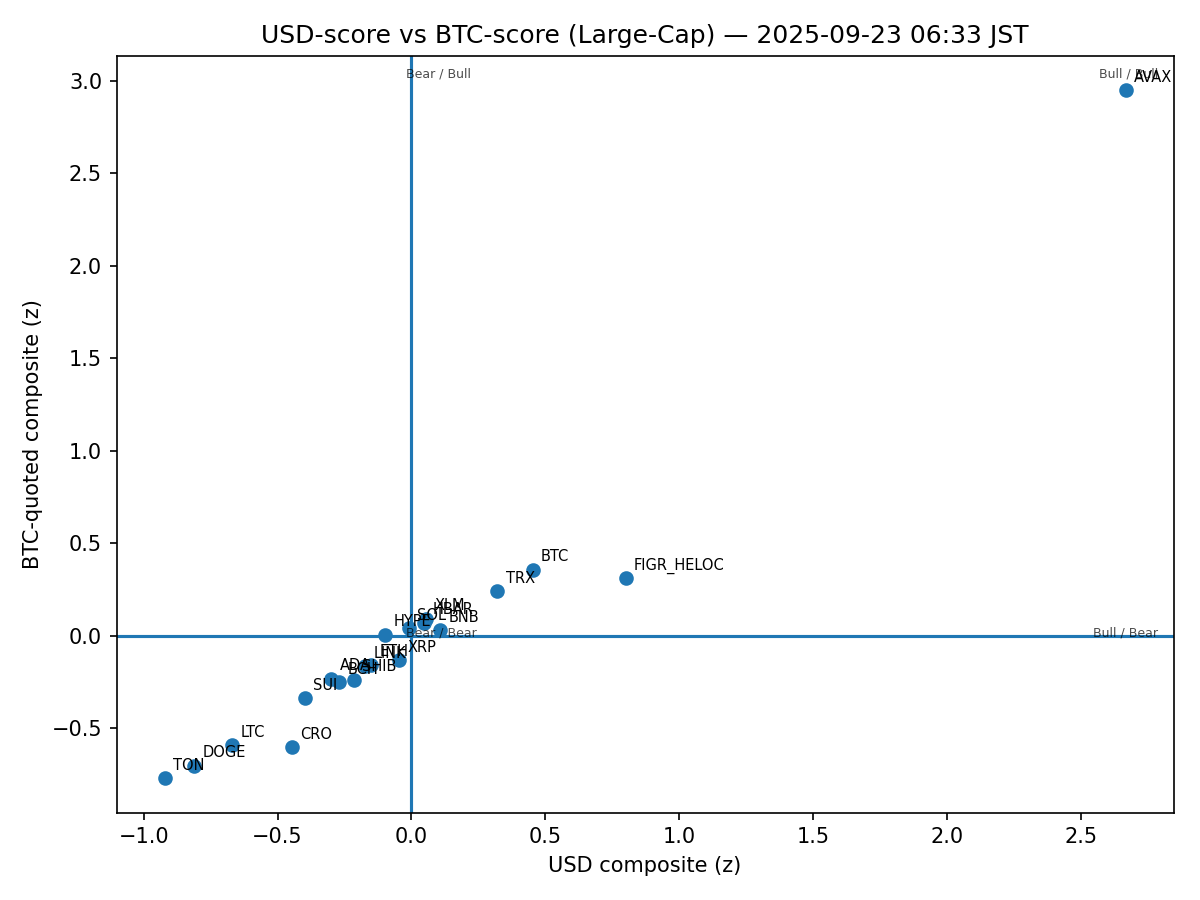 USD-score vs BTC-score (Large-Cap) — 2025-09-23 06:33 JST
Bear / Bull
Bull / Bull
AVAX
3.0
2.5
2.0
1.5
1.0
0.5
0.0
−0.5
BTC-quoted composite (z)
BTC
FIGR_HELOC
TRX
XLM
HBAR
SOL
BNB
HYPE
Bear / Bear
Bull / Bear
XRP
ETH
LINK
ADA
SHIB
BCH
SUI
LTC
CRO
DOGE
TON
−1.0
−0.5
0.0
0.5
1.0
1.5
2.0
2.5
USD composite (z)